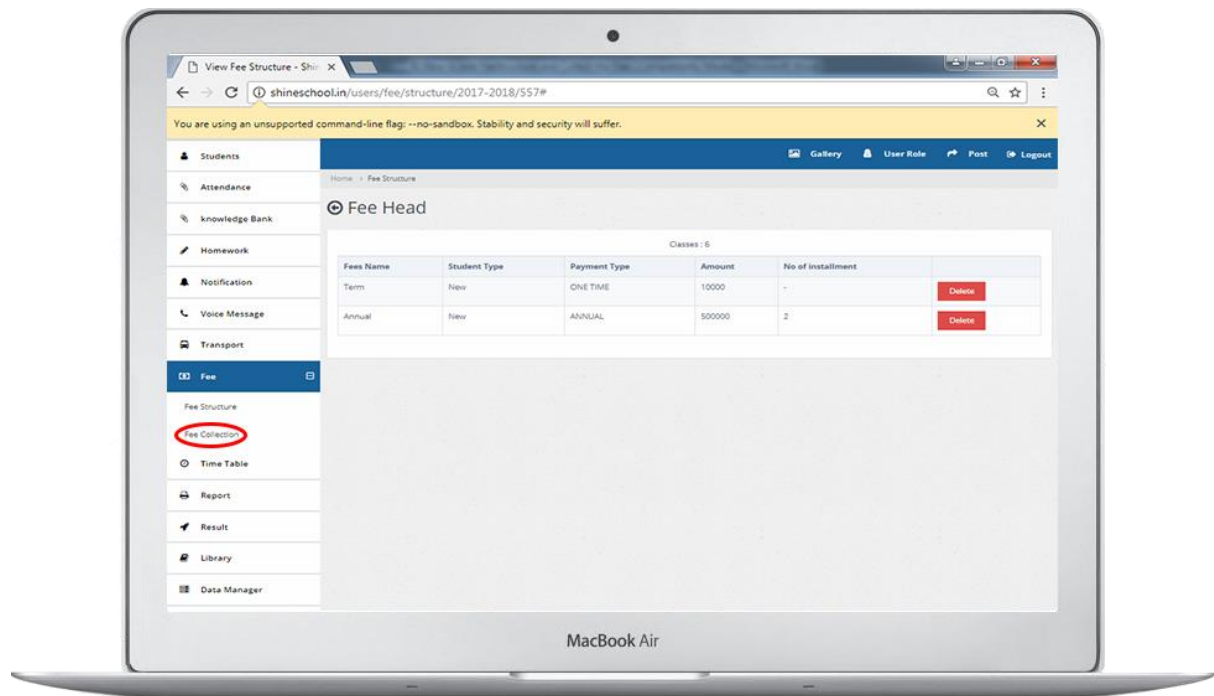 View Fee Structure - Shin
shineschool.in/users/fee/structure/2017-2018/557#
You are using an unsupported command-line flag: --no-sandbox. Stability and security will suffer.
Gallery User Role Post Logout
Students
Attendance
knowledge Bank
Homework
Notification
Voice Message
Transport
Fee
Fee Structure
Fee Collection
Time Table
Report
Result
Library
Data Manager
Home › Fee Structure
Fee Head
Classes : 6
Fees Name Student Type Payment Type Amount No of installment
Term New ONE TIME 10000 - Delete
Annual New ANNUAL 500000 2 Delete
MacBook Air